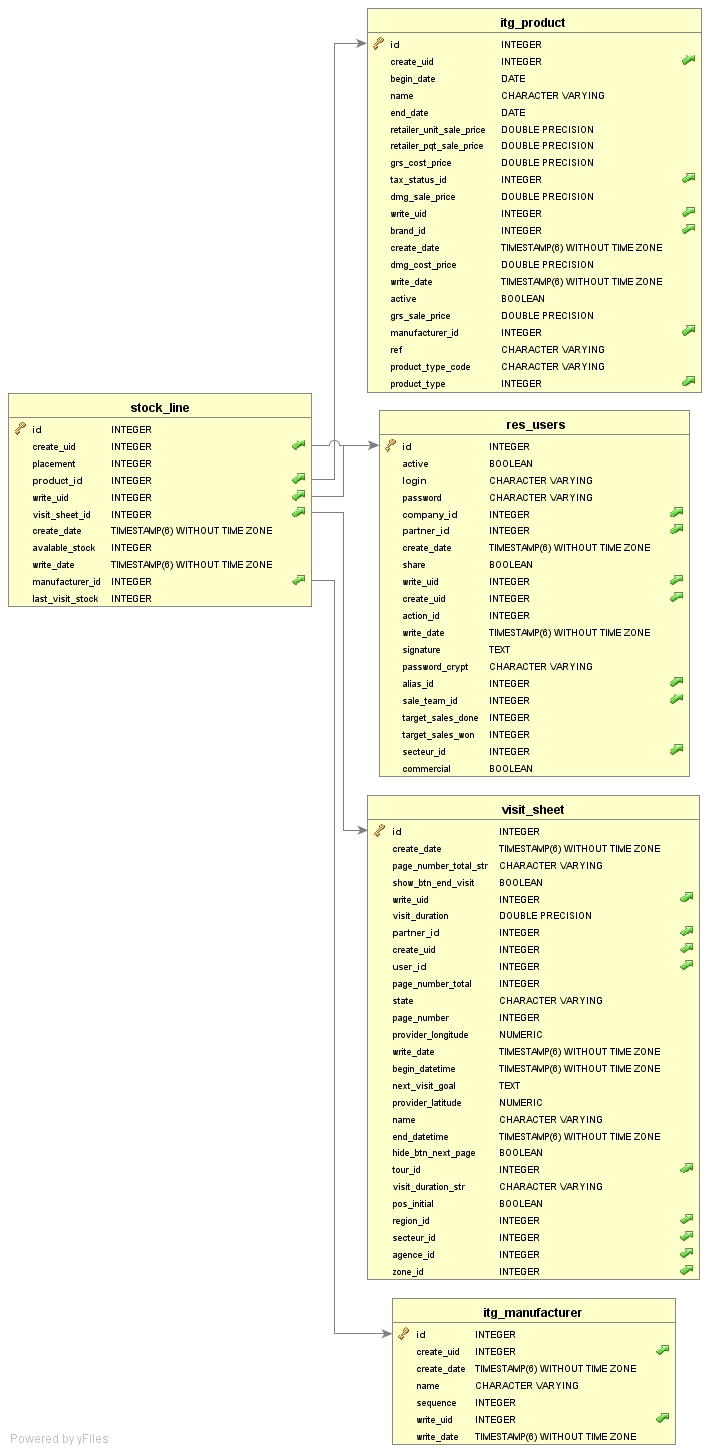 itg_product
id INTEGER
create_uid INTEGER
begin_date DATE
name CHARACTER VARYING
end_date DATE
retailer_unit_sale_price DOUBLE PRECISION
retailer_pqt_sale_price DOUBLE PRECISION
grs_cost_price DOUBLE PRECISION
tax_status_id INTEGER
dmg_sale_price DOUBLE PRECISION
write_uid INTEGER
brand_id INTEGER
create_date TIMESTAMP(6) WITHOUT TIME ZONE
dmg_cost_price DOUBLE PRECISION
write_date TIMESTAMP(6) WITHOUT TIME ZONE
active BOOLEAN
grs_sale_price DOUBLE PRECISION
manufacturer_id INTEGER
ref CHARACTER VARYING
product_type_code CHARACTER VARYING
product_type INTEGER
stock_line
id INTEGER
create_uid INTEGER
placement INTEGER
product_id INTEGER
write_uid INTEGER
visit_sheet_id INTEGER
create_date TIMESTAMP(6) WITHOUT TIME ZONE
avalable_stock INTEGER
write_date TIMESTAMP(6) WITHOUT TIME ZONE
manufacturer_id INTEGER
last_visit_stock INTEGER
res_users
id INTEGER
active BOOLEAN
login CHARACTER VARYING
password CHARACTER VARYING
company_id INTEGER
partner_id INTEGER
create_date TIMESTAMP(6) WITHOUT TIME ZONE
share BOOLEAN
write_uid INTEGER
create_uid INTEGER
action_id INTEGER
write_date TIMESTAMP(6) WITHOUT TIME ZONE
signature TEXT
password_crypt CHARACTER VARYING
alias_id INTEGER
sale_team_id INTEGER
target_sales_done INTEGER
target_sales_won INTEGER
secteur_id INTEGER
commercial BOOLEAN
visit_sheet
id INTEGER
create_date TIMESTAMP(6) WITHOUT TIME ZONE
page_number_total_str CHARACTER VARYING
show_btn_end_visit BOOLEAN
write_uid INTEGER
visit_duration DOUBLE PRECISION
partner_id INTEGER
create_uid INTEGER
user_id INTEGER
page_number_total INTEGER
state CHARACTER VARYING
page_number INTEGER
provider_longitude NUMERIC
write_date TIMESTAMP(6) WITHOUT TIME ZONE
begin_datetime TIMESTAMP(6) WITHOUT TIME ZONE
next_visit_goal TEXT
provider_latitude NUMERIC
name CHARACTER VARYING
end_datetime TIMESTAMP(6) WITHOUT TIME ZONE
hide_btn_next_page BOOLEAN
tour_id INTEGER
visit_duration_str CHARACTER VARYING
pos_initial BOOLEAN
region_id INTEGER
secteur_id INTEGER
agence_id INTEGER
zone_id INTEGER
itg_manufacturer
id INTEGER
create_uid INTEGER
create_date TIMESTAMP(6) WITHOUT TIME ZONE
name CHARACTER VARYING
sequence INTEGER
write_uid INTEGER
write_date TIMESTAMP(6) WITHOUT TIME ZONE
Powered by yFiles